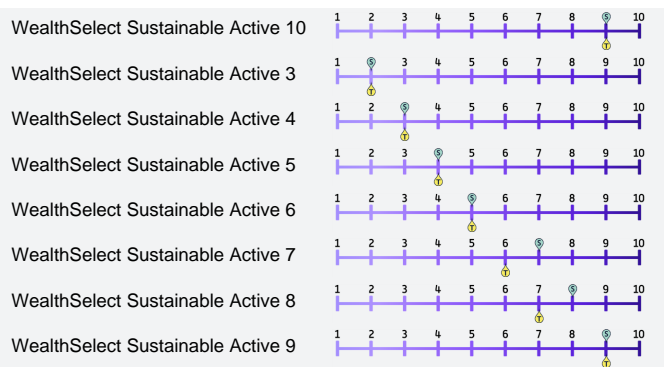 WealthSelect Sustainable Active 10 1 2 3 4 5 6 7 8 S 10
T
WealthSelect Sustainable Active 3 1 S 3 4 5 6 7 8 9 10
T
WealthSelect Sustainable Active 4 1 2 S 4 5 6 7 8 9 10
T
WealthSelect Sustainable Active 5 1 2 3 S 5 6 7 8 9 10
T
WealthSelect Sustainable Active 6 1 2 3 4 S 6 7 8 9 10
T
WealthSelect Sustainable Active 7 1 2 3 4 5 6 S 8 9 10
T
WealthSelect Sustainable Active 8 1 2 3 4 5 6 7 S 9 10
T
WealthSelect Sustainable Active 9 1 2 3 4 5 6 7 8 S 10
T